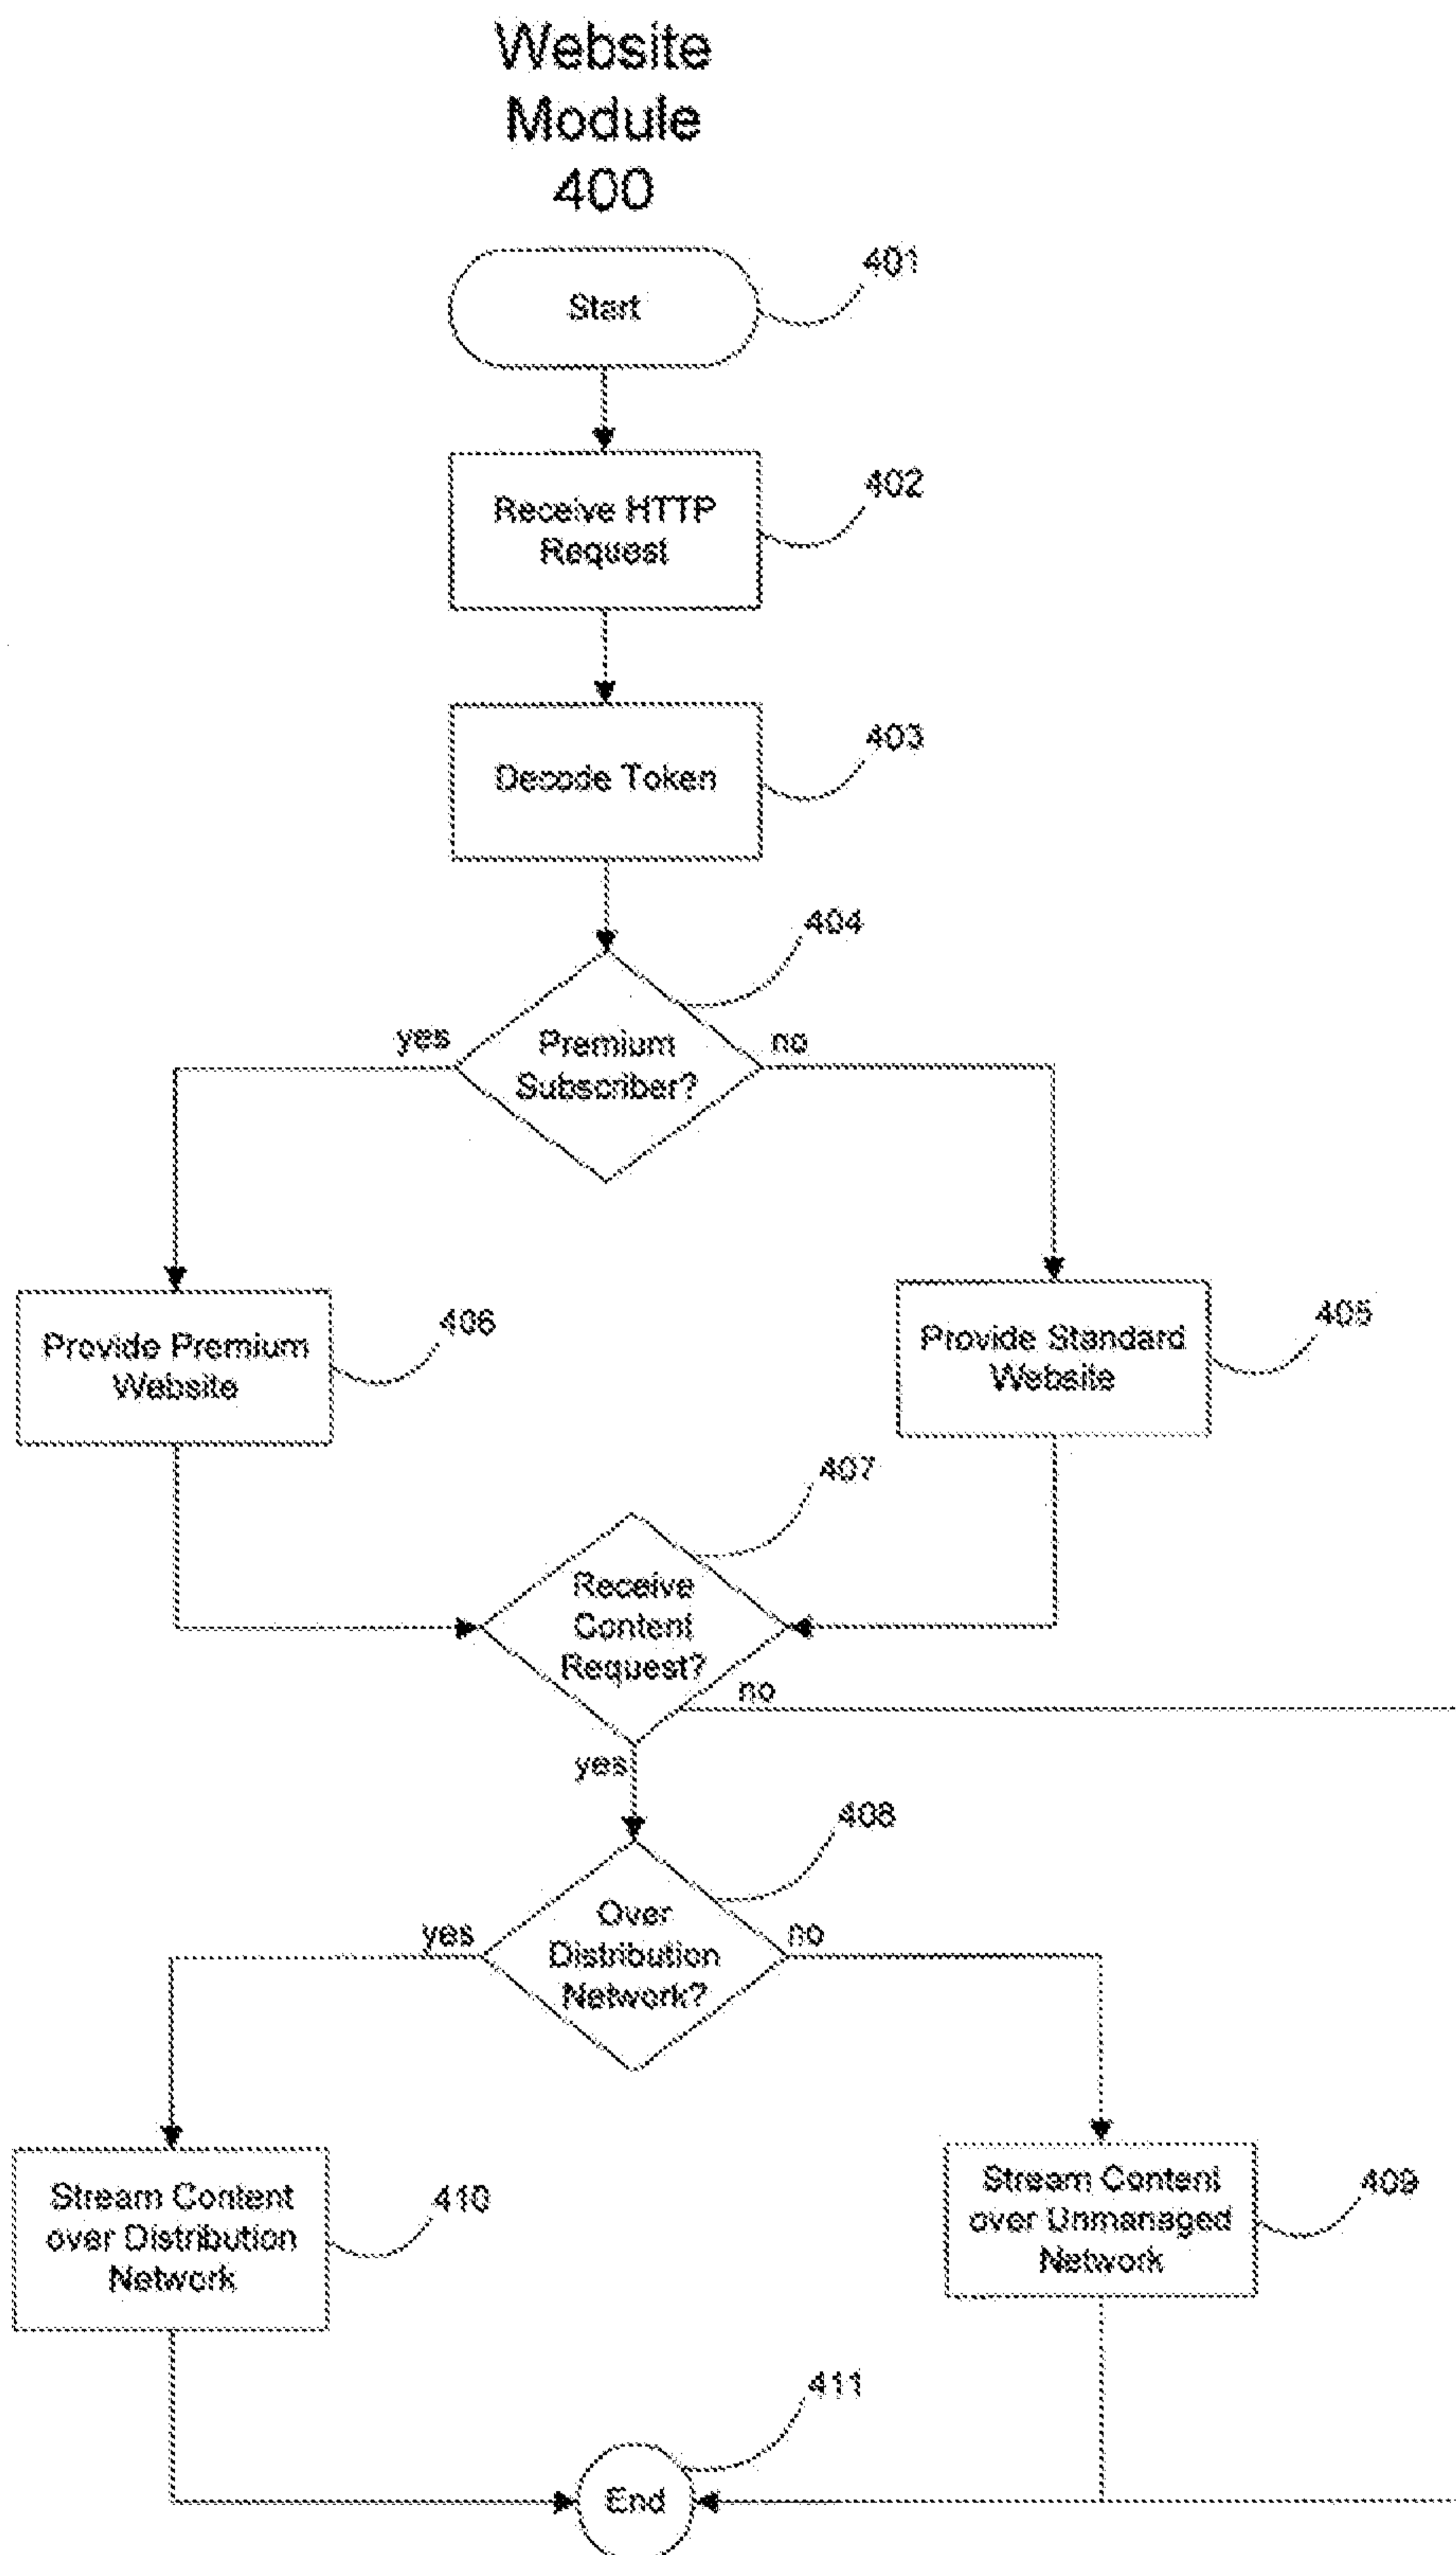 Website
Module
400
Start
401
Receive HTTP
Request
402
Decode Token
403
404
yes
Premium
Subscriber?
no
Provide Premium
Website
406
Provide Standard
Website
405
407
Receive
Content
Request?
no
yes
408
yes
Over
Distribution
Network?
no
Stream Content
over Distribution
Network
410
Stream Content
over Unmanaged
Network
409
411
End